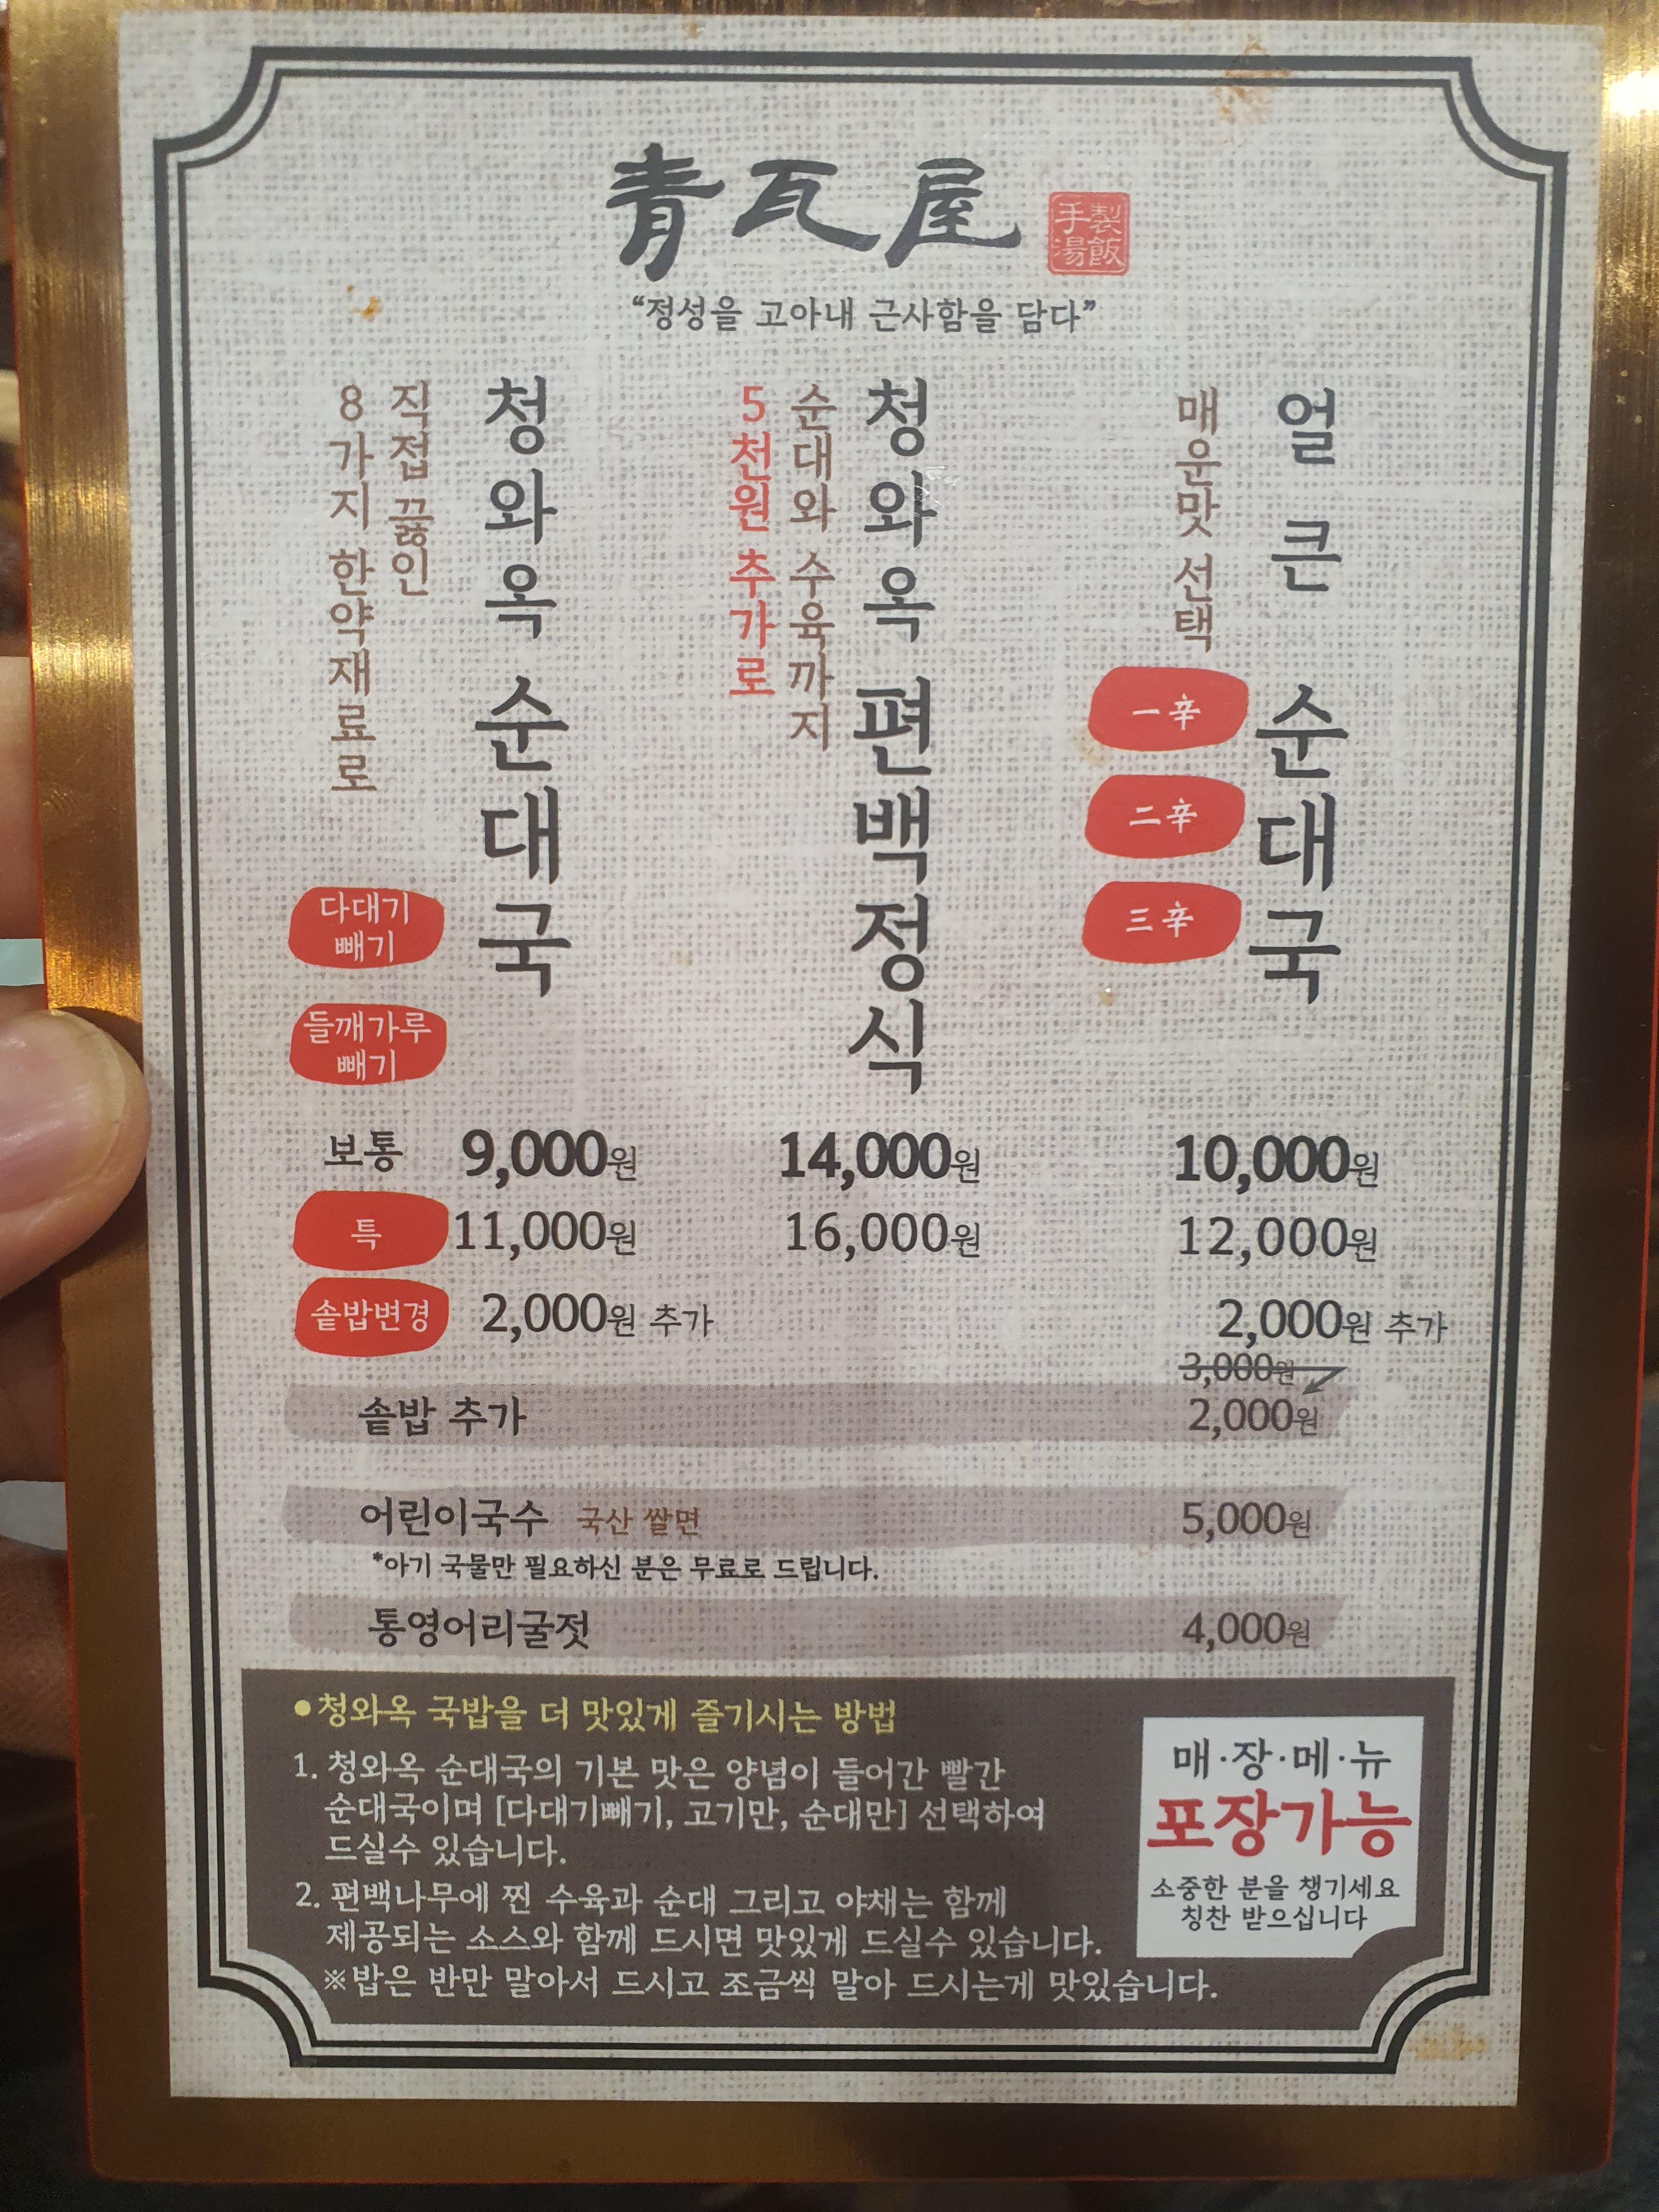 青瓦屋
手製
湯飯
“정성을 고아내 근사함을 담다”
청와옥 순대국
직접 끓인
8가지 한약재료로
다대기
빼기
들깨가루
빼기
청와옥 편백정식
순대와 수육까지
5천원 추가로
얼큰 순대국
매운맛 선택
一辛
二辛
三辛
보통 9,000원 14,000원 10,000원
특 11,000원 16,000원 12,000원
솥밥변경 2,000원 추가 2,000원 추가
3,000원
솥밥 추가 2,000원
어린이국수 국산 쌀면 5,000원
*아기 국물만 필요하신 분은 무료로 드립니다.
통영어리굴젓 4,000원
•청와옥 국밥을 더 맛있게 즐기시는 방법
1. 청와옥 순대국의 기본 맛은 양념이 들어간 빨간
순대국이며 [다대기빼기, 고기만, 순대만] 선택하여
드실수 있습니다.
2. 편백나무에 찐 수육과 순대 그리고 야채는 함께
제공되는 소스와 함께 드시면 맛있게 드실수 있습니다.
※밥은 반만 말아서 드시고 조금씩 말아 드시는게 맛있습니다.
매·장·메·뉴
포장가능
소중한 분을 챙기세요
칭찬 받으십니다